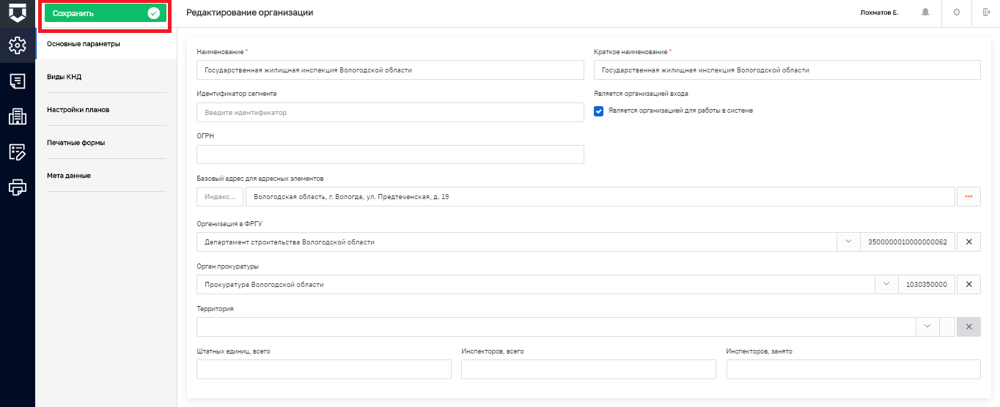 Сохранить
Редактирование организации
Лохматов Е.
Основные параметры
Виды КНД
Настройки планов
Печатные формы
Мета данные
Наименование *
Краткое наименование *
Государственная жилищная инспекция Вологодской области
Государственная жилищная инспекция Вологодской области
Идентификатор сегмента
Является организацией входа
Введите идентификатор
Является организацией для работы в системе
ОГРН
Базовый адрес для адресных элементов
Индекс... Вологодская область, г. Вологда, ул. Предтеченская, д. 19
Организация в ФРГУ
Департамент строительства Вологодской области 3500000010000000062
Орган прокуратуры
Прокуратура Вологодской области 1030350000
Территория
Штатных единиц, всего
Инспекторов, всего
Инспекторов, занято